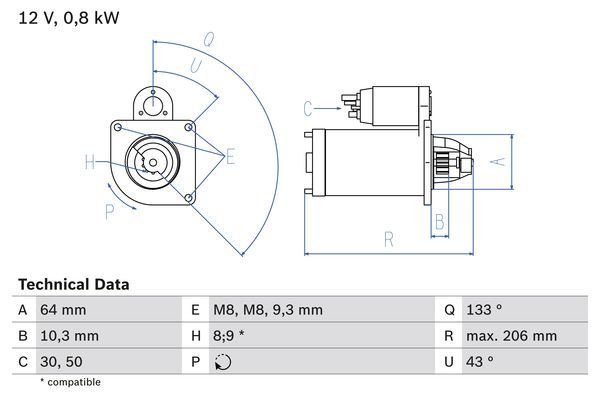 12 V, 0,8 kW
Q
U
C
H
E
P
A
B
R
Technical Data
A 64 mm E M8, M8, 9,3 mm Q 133 °
B 10,3 mm H 8;9 * R max. 206 mm
C 30, 50 P U 43 °
* compatible